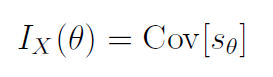 I_X(θ) = Cov[s_θ]